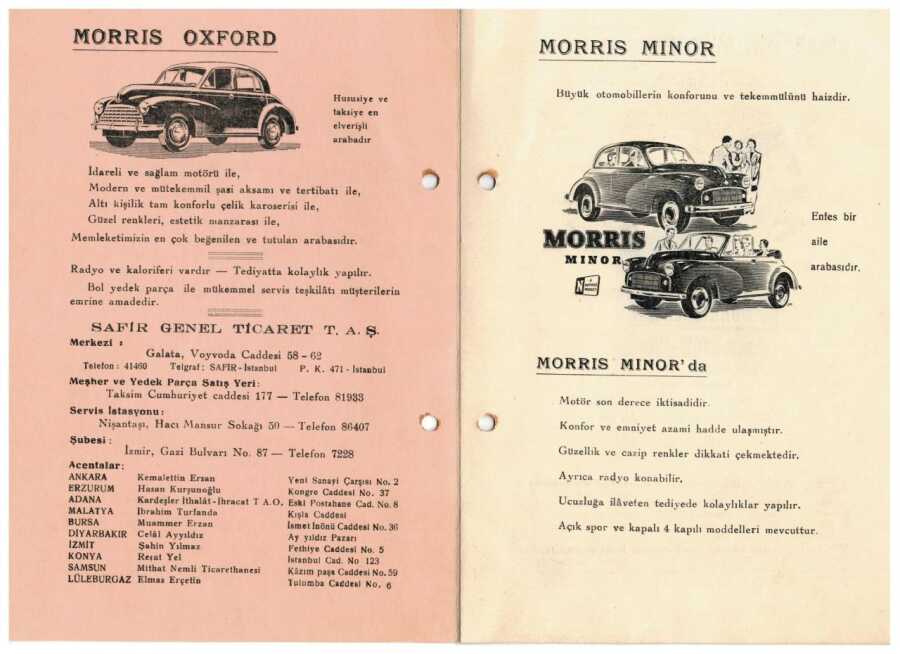 MORRIS OXFORD
Hususiye ve
taksiye en
elverişli
arabadır
İdareli ve sağlam motörü ile,
Modern ve mütekemmil şasi aksamı ve tertibatı ile,
Altı kişilik tam konforlu çelik karoserisi ile,
Güzel renkleri, estetik manzarası ile,
Memleketimizin en çok beğenilen ve tutulan arabasıdır.
Radyo ve kaloriferi vardır — Tediyatta kolaylık yapılır.
Bol yedek parça ile mükemmel servis teşkilâtı müşterilerin
emrine amadedir.
SAFİR GENEL TİCARET T. A. Ş.
Merkezi :
Galata, Voyvoda Caddesi 58 - 62
Telefon : 41460 Telgraf : SAFİR - İstanbul P. K. 471 - İstanbul
Meşher ve Yedek Parça Satış Yeri:
Taksim Cumhuriyet caddesi 177 — Telefon 81933
Servis İstasyonu:
Nişantaşı, Hacı Mansur Sokağı 50 — Telefon 86407
Şubesi :
İzmir, Gazi Bulvarı No. 87 — Telefon 7228
Acentalar:
ANKARA Kemalettin Ersan Yeni Sanayi Çarşısı No. 2
ERZURUM Hasan Kurşunoğlu Kongre Caddesi No. 37
ADANA Kardeşler İthalât-İhracat T A.O. Eski Postahane Cad. No. 8
MALATYA İbrahim Turfanda Kışla Caddesi
BURSA Muammer Erzan İsmet İnönü Caddesi No. 36
DİYARBAKIR Celâl Ayyıldız Ay yıldız Pazarı
İZMİT Şahin Yılmaz Fethiye Caddesi No. 5
KONYA Reşat Yel İstanbul Cad. No 123
SAMSUN Mithat Nemli Ticarethanesi Kâzım paşa Caddesi No. 59
LÜLEBURGAZ Elmas Erçetin Tulumba Caddesi No. 6
MORRIS MINOR
Büyük otomobillerin konforunu ve tekemmülünü haizdir.
MORRIS
MINOR
Enfes bir
aile
arabasıdır.
MORRIS MINOR'da
Motör son derece iktisadidir.
Konfor ve emniyet azami hadde ulaşmıştır.
Güzellik ve cazip renkler dikkati çekmektedir.
Ayrıca radyo konabilir.
Ucuzluğa ilâveten tediyede kolaylıklar yapılır.
Açık spor ve kapalı 4 kapılı moddelleri mevcuttur.